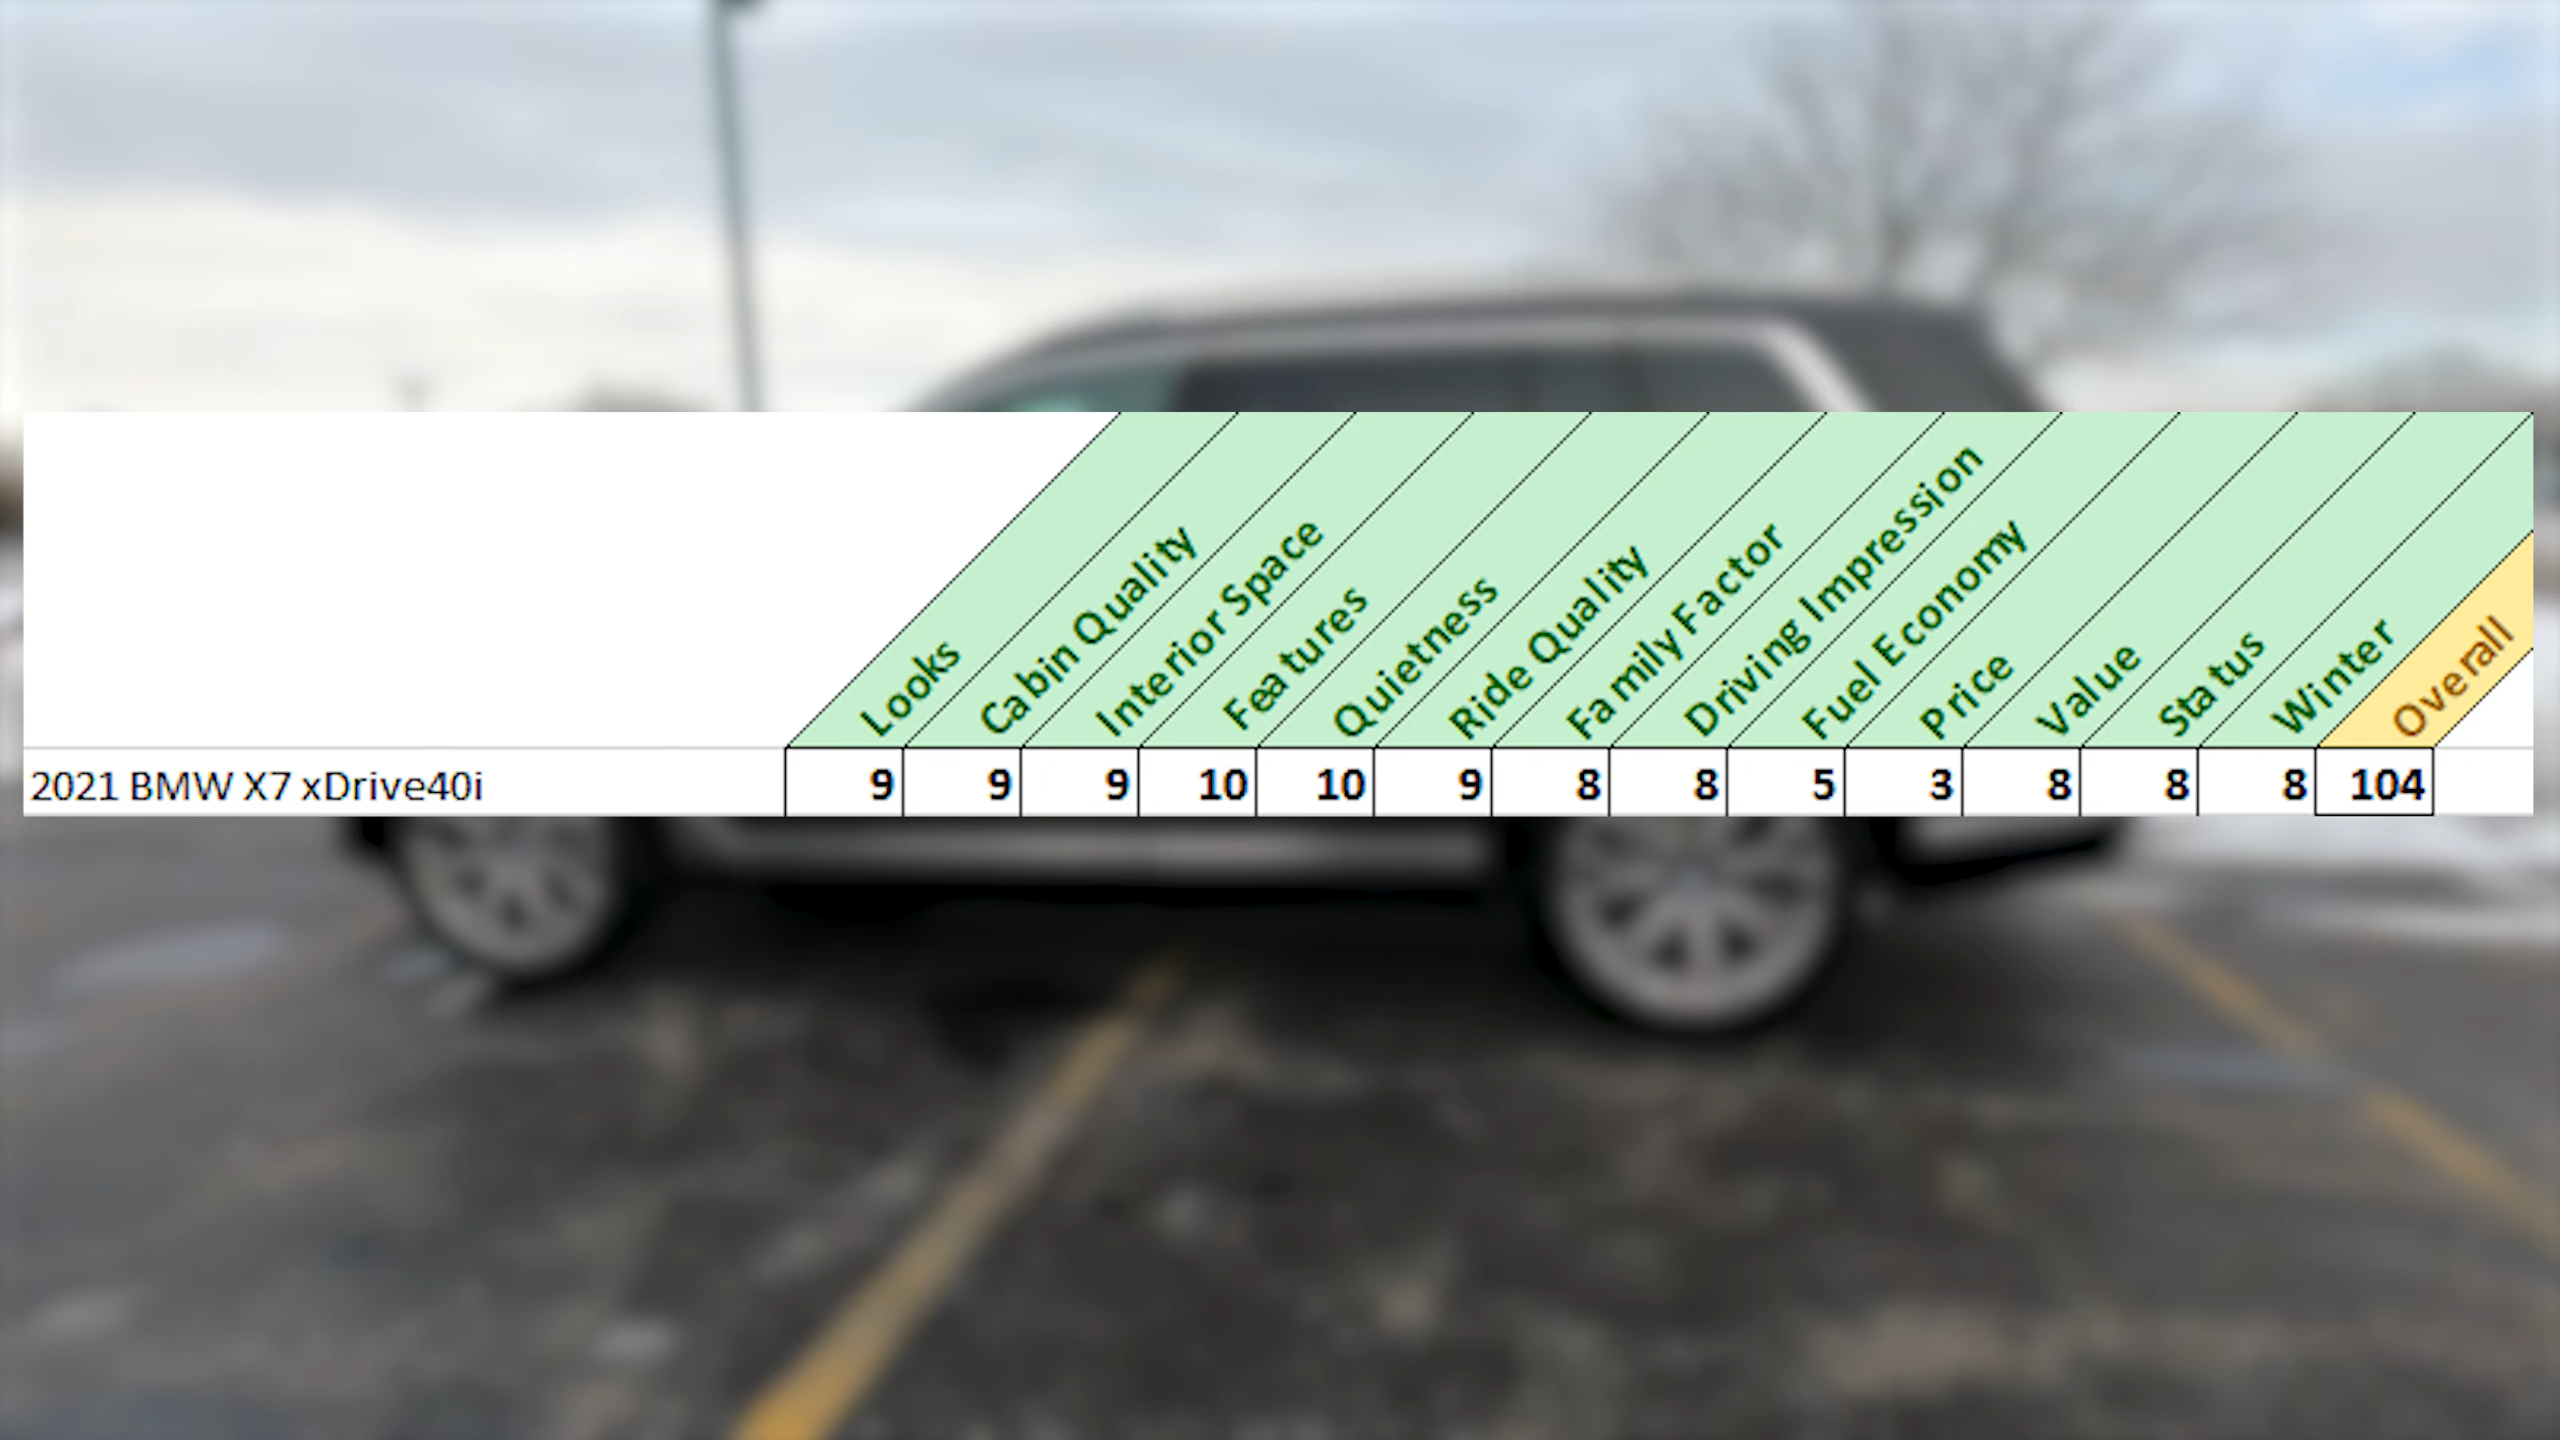 Looks
Cabin Quality
Interior Space
Features
Quietness
Ride Quality
Family Factor
Driving Impression
Fuel Economy
Price
Value
Status
Winter
Overall
2021 BMW X7 xDrive40i 9 9 9 10 10 9 8 8 5 3 8 8 8 104